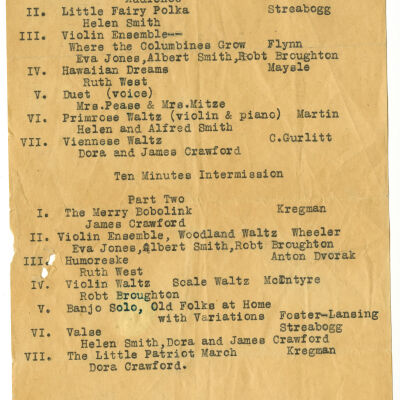 Audience
II. Little Fairy Polka Streabogg
Helen Smith
III. Violin Ensemble--
Where the Columbines Grow Flynn
Eva Jones,Albert Smith,Robt Broughton
IV. Hawaiian Dreams Maysle
Ruth West
V. Duet (voice)
Mrs.Pease & Mrs.Mitze
VI. Primrose Waltz (violin & piano) Martin
Helen and Alfred Smith
VII. Viennese Waltz C.Gurlitt
Dora and James Crawford
Ten Minutes Intermission
Part Two
I. The Merry Bobolink Kregman
James Crawford
II. Violin Ensemble, Woodland Waltz Wheeler
Eva Jones,Albert Smith,Robt Broughton
III. Humoreske Anton Dvorak
Ruth West
IV. Violin Waltz Scale Waltz McIntyre
Robt Broughton
V. Banjo Solo, Old Folks at Home
with Variations Foster-Lansing
VI. Valse Streabogg
Helen Smith,Dora and James Crawford
VII. The Little Patriot March Kregman
Dora Crawford.